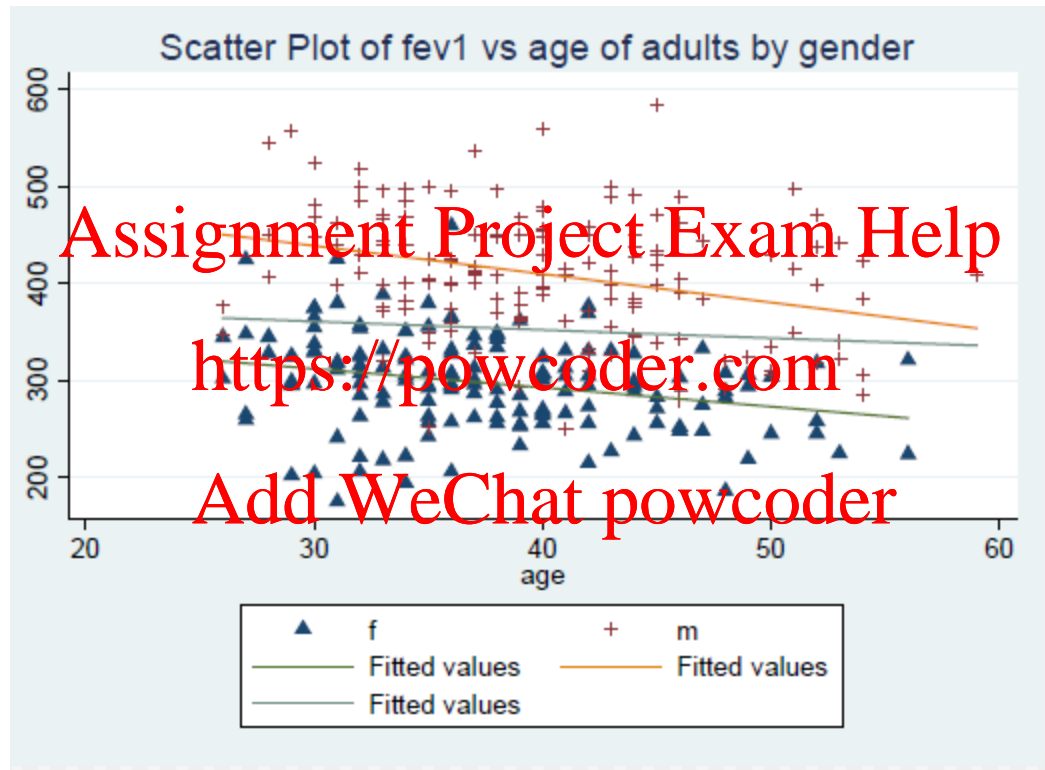 Scatter Plot of fev1 vs age of adults by gender
600
500
Assignment Project Exam Help
400
https://powcoder.com
300
200
Add WeChat powcoder
20 30 40 50 60
age
f m
Fitted values Fitted values
Fitted values